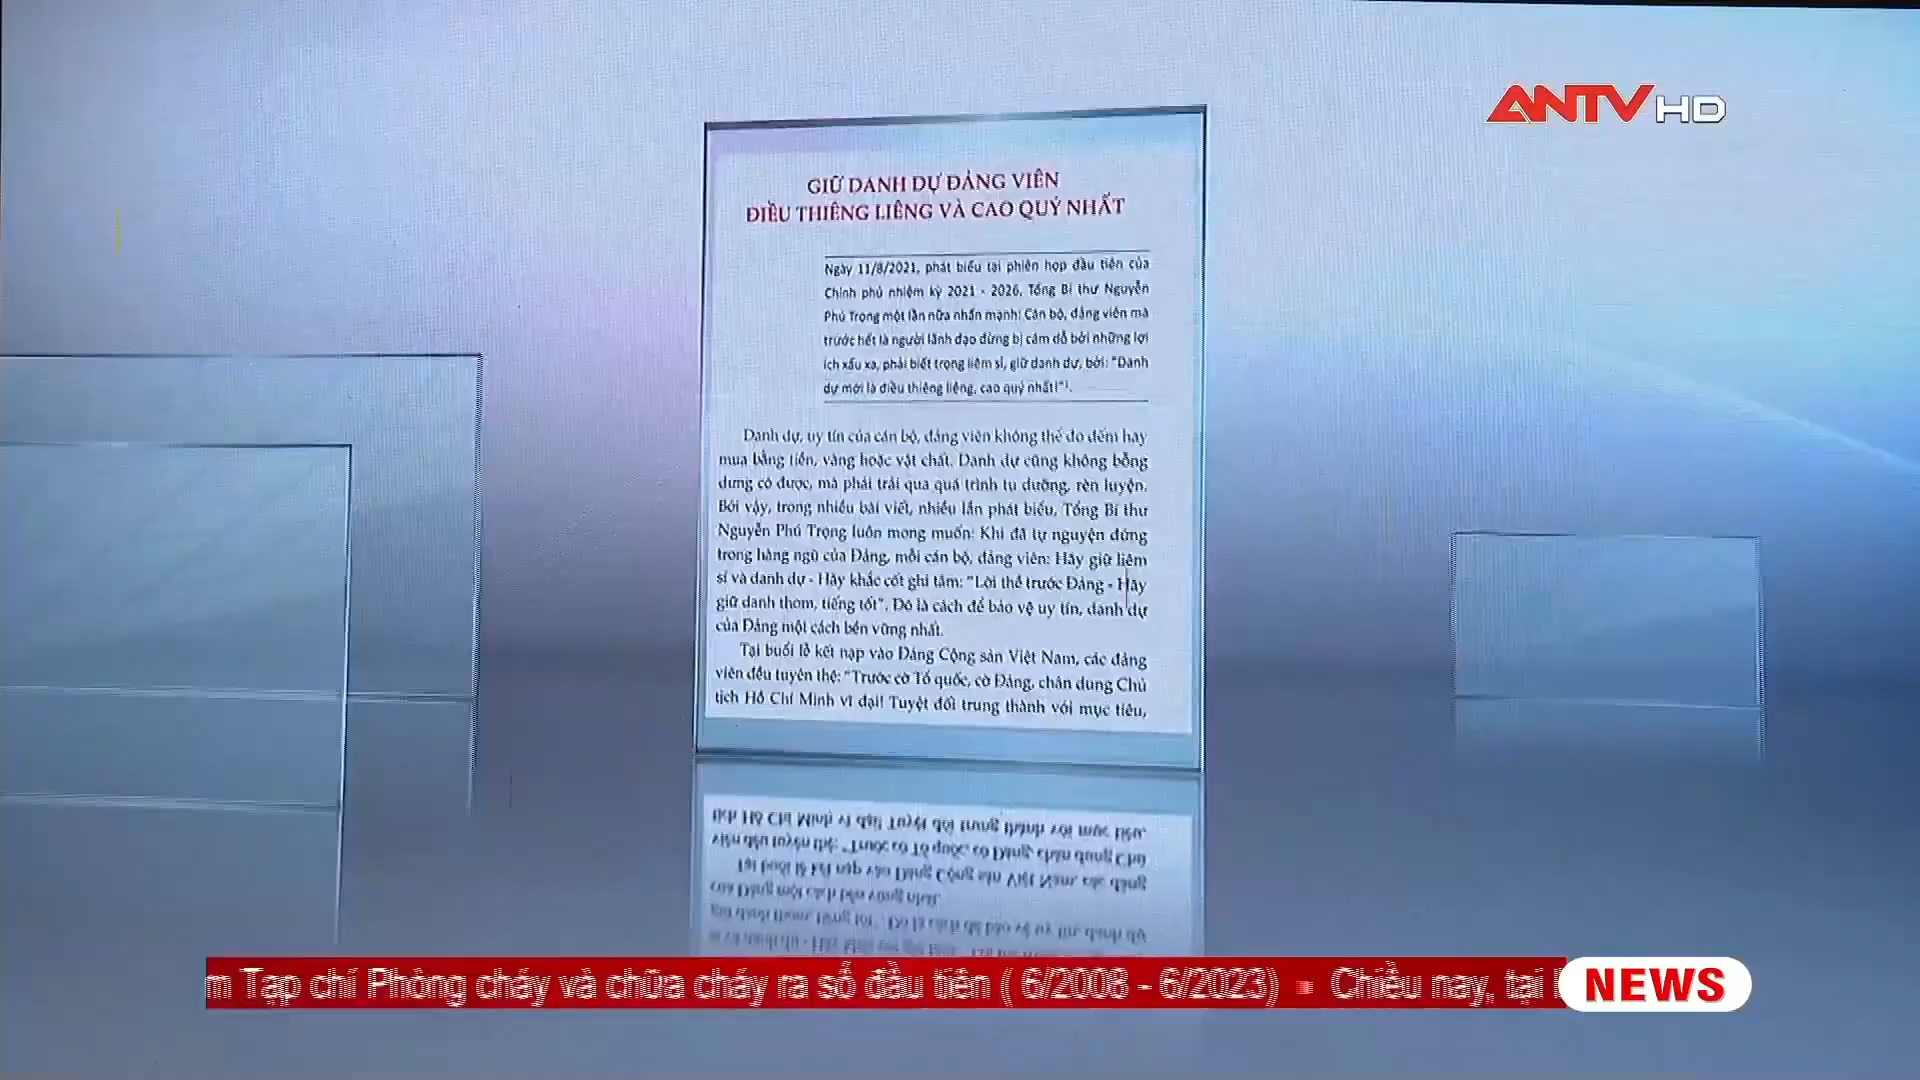 ANTV HD
GIỮ DANH DỰ ĐẢNG VIÊN
ĐIỀU THIÊNG LIÊNG VÀ CAO QUÝ NHẤT
Ngày 11/8/2021, phát biểu tại phiên họp đầu tiên của
Chính phủ nhiệm kỳ 2021 - 2026, Tổng Bí thư Nguyễn
Phú Trọng một lần nữa nhấn mạnh: Cán bộ, đảng viên mà
trước hết là người lãnh đạo đừng bị cám dỗ bởi những lợi
ích xấu xa, phải biết trọng liêm sỉ, giữ danh dự, bởi: "Danh
dự mới là điều thiêng liêng, cao quý nhất!"¹.
Danh dự, uy tín của cán bộ, đảng viên không thể đo đếm hay
mua bằng tiền, vàng hoặc vật chất. Danh dự cũng không bỗng
dưng có được, mà phải trải qua quá trình tu dưỡng, rèn luyện.
Bởi vậy, trong nhiều bài viết, nhiều lần phát biểu, Tổng Bí thư
Nguyễn Phú Trọng luôn mong muốn: Khi đã tự nguyện đứng
trong hàng ngũ của Đảng, mỗi cán bộ, đảng viên: Hãy giữ liêm
sỉ và danh dự - Hãy khắc cốt ghi tâm: "Lời thề trước Đảng - Hãy
giữ danh thơm, tiếng tốt". Đó là cách để bảo vệ uy tín, danh dự
của Đảng một cách bền vững nhất.
Tại buổi lễ kết nạp vào Đảng Cộng sản Việt Nam, các đảng
viên đều tuyên thệ: "Trước cờ Tổ quốc, cờ Đảng, chân dung Chủ
tịch Hồ Chí Minh vĩ đại! Tuyệt đối trung thành với mục tiêu,
m Tạp chí Phòng cháy và chữa cháy ra số đầu tiên ( 6/2008 - 6/2023) Chiều nay, tại
NEWS